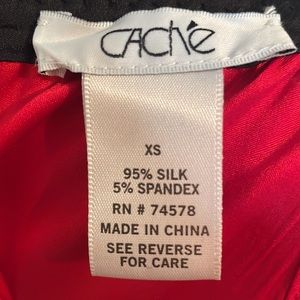 CACHé
XS
95% SILK
5% SPANDEX
RN # 74578
MADE IN CHINA
SEE REVERSE
FOR CARE